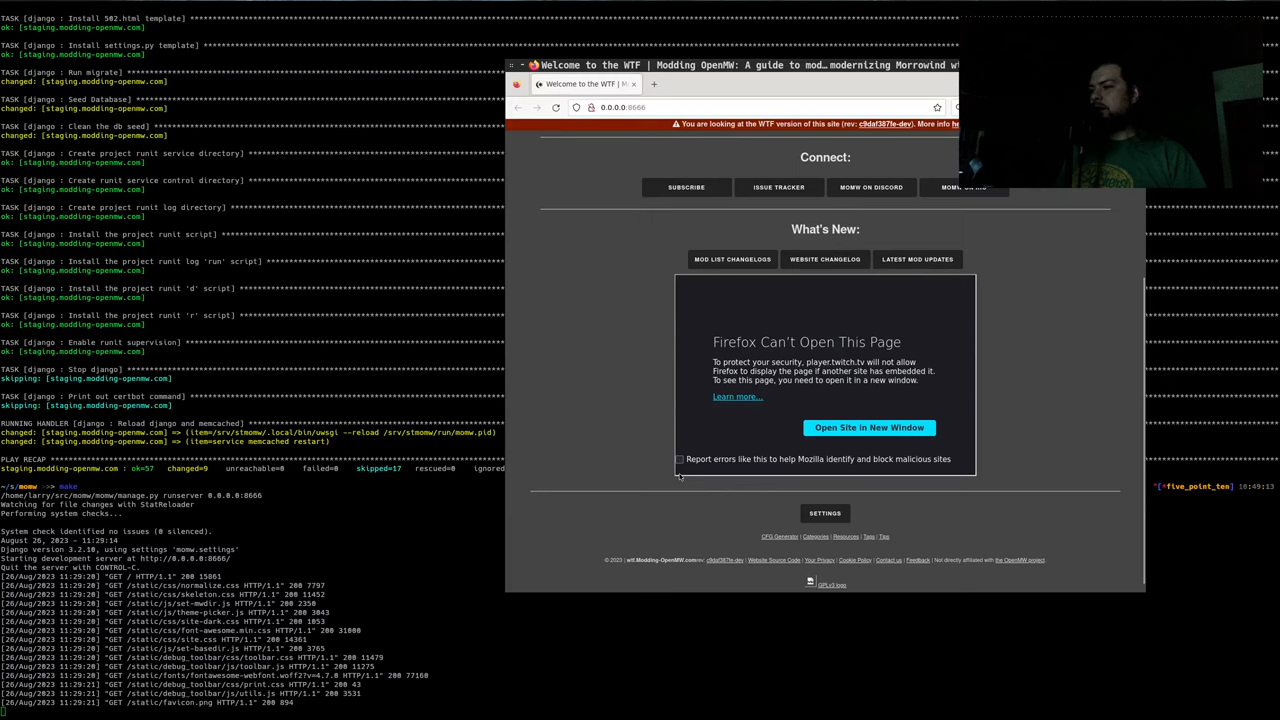 TASK [django : Install 502.html template] ***
ok: [staging.modding-openmw.com]
TASK [django : Install settings.py template] ***
ok: [staging.modding-openmw.com]
TASK [django : Run migrate] ***
changed: [staging.modding-openmw.com]
TASK [django : Seed Database] ***
changed: [staging.modding-openmw.com]
TASK [django : Clean the db seed] ***
changed: [staging.modding-openmw.com]
TASK [django : Create project runit service directory] ***
ok: [staging.modding-openmw.com]
TASK [django : Create runit service control directory] ***
ok: [staging.modding-openmw.com]
TASK [django : Create project runit log directory] ***
ok: [staging.modding-openmw.com]
TASK [django : Install the project runit script] ***
ok: [staging.modding-openmw.com]
TASK [django : Install the project runit log 'run' script] ***
ok: [staging.modding-openmw.com]
TASK [django : Install the project runit 'd' script] ***
ok: [staging.modding-openmw.com]
TASK [django : Install the project runit 'r' script] ***
ok: [staging.modding-openmw.com]
TASK [django : Enable runit supervision] ***
ok: [staging.modding-openmw.com]
TASK [django : Stop django] ***
skipping: [staging.modding-openmw.com]
TASK [django : Print out certbot command] ***
skipping: [staging.modding-openmw.com]
RUNNING HANDLER [django : Reload django and memcached] ***
changed: [staging.modding-openmw.com] => (item=/srv/stmomw/.local/bin/uwsgi --reload /srv/stmomw/run/momw.pid)
changed: [staging.modding-openmw.com] => (item=service memcached restart)
PLAY RECAP ***
staging.modding-openmw.com : ok=57 changed=9 unreachable=0 failed=0 skipped=17 rescued=0 ignored
~/s/momw ->> make
/home/larry/src/momw/momw/manage.py runserver 0.0.0.0:8666
Watching for file changes with StatReloader
Performing system checks...
System check identified no issues (0 silenced).
August 26, 2023 - 11:29:14
Django version 3.2.10, using settings 'momw.settings'
Starting development server at http://0.0.0.0:8666/
Quit the server with CONTROL-C.
[26/Aug/2023 11:29:20] "GET / HTTP/1.1" 200 15861
[26/Aug/2023 11:29:20] "GET /static/css/normalize.css HTTP/1.1" 200 7797
[26/Aug/2023 11:29:20] "GET /static/css/skeleton.css HTTP/1.1" 200 11452
[26/Aug/2023 11:29:20] "GET /static/js/set-mwdir.js HTTP/1.1" 200 2350
[26/Aug/2023 11:29:20] "GET /static/js/theme-picker.js HTTP/1.1" 200 3043
[26/Aug/2023 11:29:20] "GET /static/css/site-dark.css HTTP/1.1" 200 1053
[26/Aug/2023 11:29:20] "GET /static/css/font-awesome.min.css HTTP/1.1" 200 31000
[26/Aug/2023 11:29:20] "GET /static/css/site.css HTTP/1.1" 200 14361
[26/Aug/2023 11:29:20] "GET /static/js/set-basedir.js HTTP/1.1" 200 3765
[26/Aug/2023 11:29:20] "GET /static/debug_toolbar/css/toolbar.css HTTP/1.1" 200 11479
[26/Aug/2023 11:29:20] "GET /static/debug_toolbar/js/toolbar.js HTTP/1.1" 200 11275
[26/Aug/2023 11:29:20] "GET /static/fonts/fontawesome-webfont.woff2?v=4.7.0 HTTP/1.1" 200 77160
[26/Aug/2023 11:29:21] "GET /static/debug_toolbar/css/print.css HTTP/1.1" 200 43
[26/Aug/2023 11:29:21] "GET /static/debug_toolbar/js/utils.js HTTP/1.1" 200 3531
[26/Aug/2023 11:29:21] "GET /static/favicon.png HTTP/1.1" 200 894
Welcome to the WTF | Modding OpenMW: A guide to mod… modernizing Morrowind wi
Welcome to the WTF | M
0.0.0.0:8666
You are looking at the WTF version of this site (rev: c9daf387fe-dev). More info he
Connect:
SUBSCRIBE
ISSUE TRACKER
MOMW ON DISCORD
MOMW ON
What's New:
MOD LIST CHANGELOGS
WEBSITE CHANGELOG
LATEST MOD UPDATES
Firefox Can't Open This Page
To protect your security, player.twitch.tv will not allow
Firefox to display the page if another site has embedded it.
To see this page, you need to open it in a new window.
Learn more…
Open Site in New Window
Report errors like this to help Mozilla identify and block malicious sites
SETTINGS
CFG Generator | Categories | Resources | Tags | Tips
© 2023 | wtf.Modding-OpenMW.com rev: c9daf387fe-dev | Website Source Code | Your Privacy | Cookie Policy | Contact us | Feedback | Not directly affiliated with the OpenMW project.
GPLv3 logo
*[*five_point_ten] 10:49:13